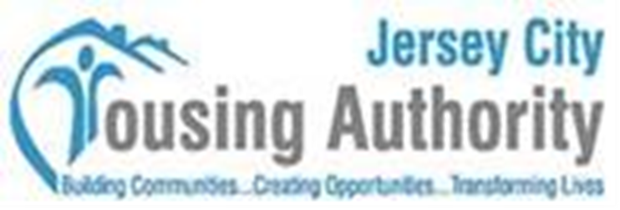 Jersey City
Housing Authority
Building Communities...Creating Opportunities...Transforming Lives